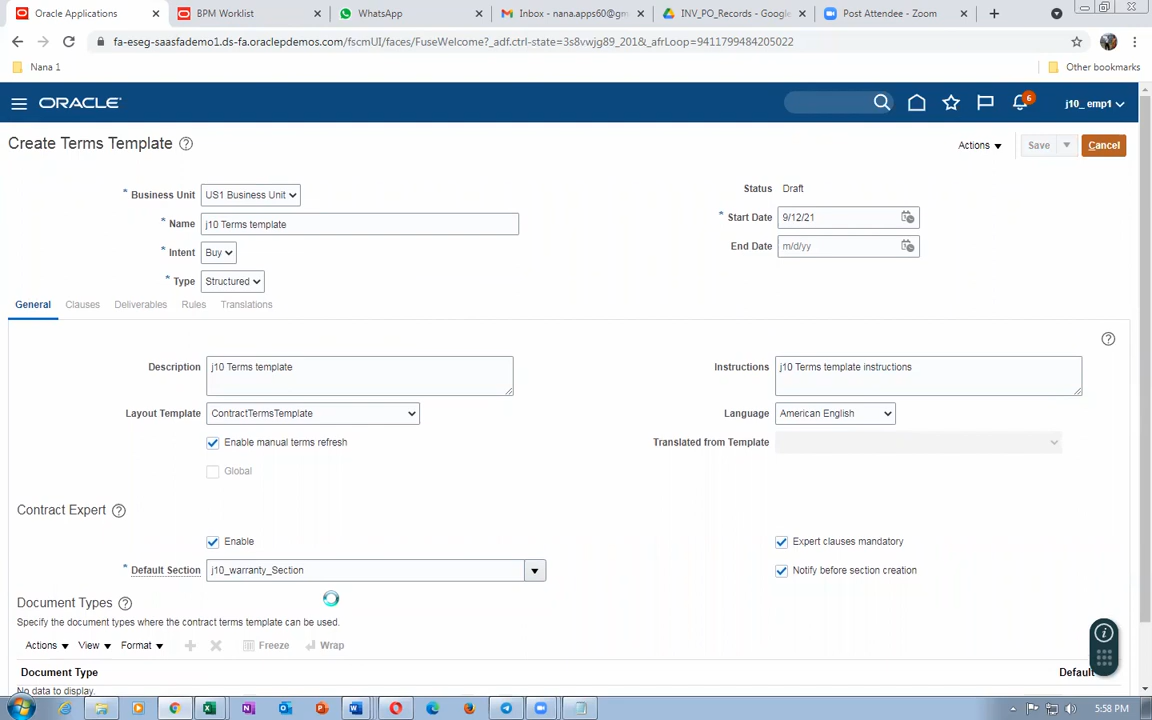 Oracle Applications
BPM Worklist
WhatsApp
Inbox - nana.apps60@gm
INV_PO_Records - Google
Post Attendee - Zoom
fa-eseg-saasfademo1.ds-fa.oraclepdemos.com/fscmUI/faces/FuseWelcome?_adf.ctrl-state=3s8vwjg89_201&_afrLoop=9411799484205022
Nana 1
Other bookmarks
ORACLE
6
j10_ emp1
Create Terms Template
Actions
Save
Cancel
* Business Unit US1 Business Unit
Status Draft
* Name j10 Terms template
* Start Date 9/12/21
* Intent Buy
End Date m/d/yy
* Type Structured
General Clauses Deliverables Rules Translations
Description j10 Terms template
Instructions j10 Terms template instructions
Layout Template ContractTermsTemplate
Language American English
Enable manual terms refresh
Translated from Template
Global
Contract Expert
Enable
Expert clauses mandatory
* Default Section j10_warranty_Section
Notify before section creation
Document Types
Specify the document types where the contract terms template can be used.
Actions View Format Freeze Wrap
Document Type Default
No data to display.
5:58 PM